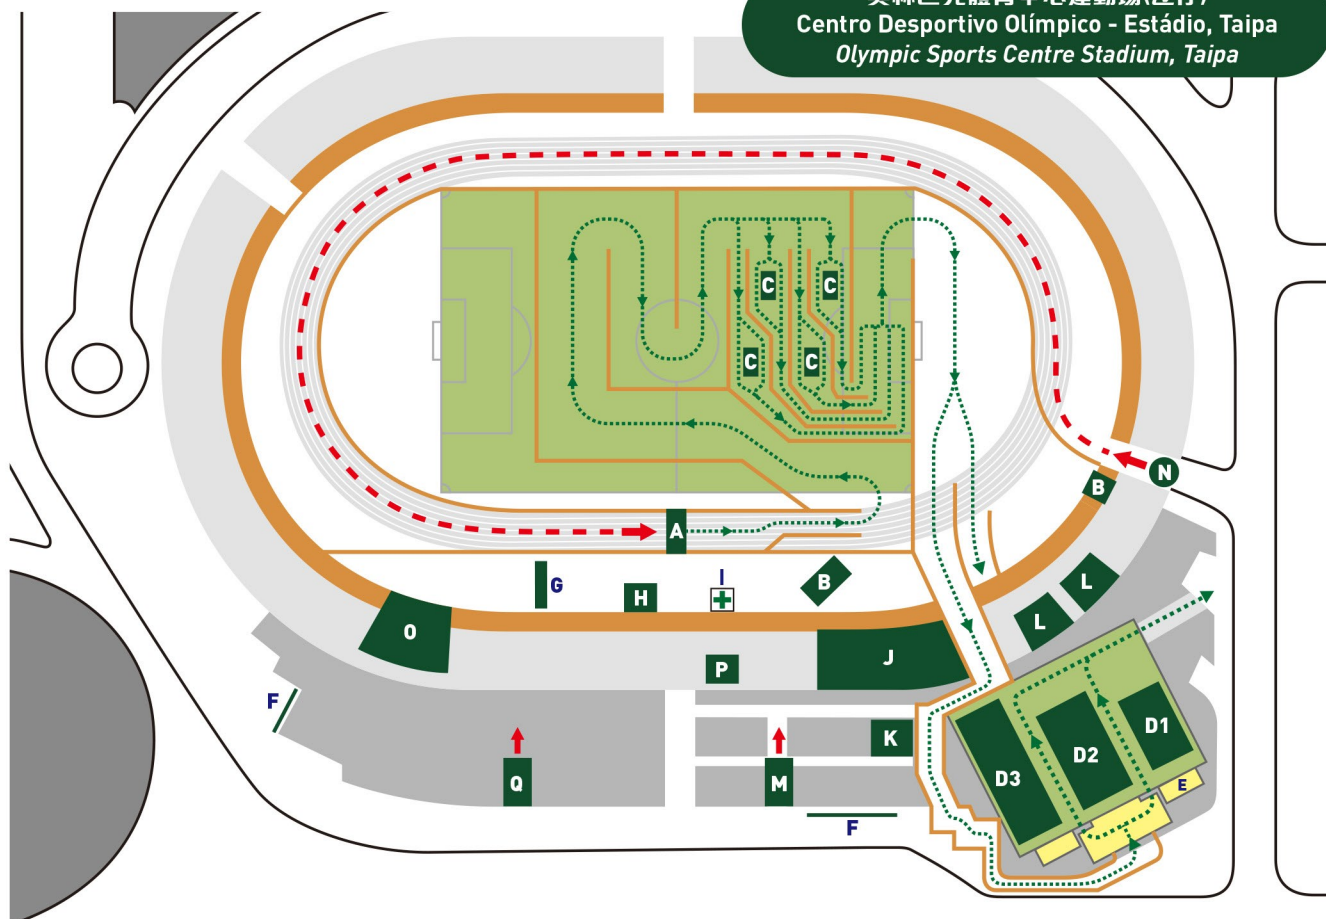 Centro Desportivo Olímpico - Estádio, Taipa
Olympic Sports Centre Stadium, Taipa
C
C
C
C
N
B
A
I
G
H
B
L
L
O
J
P
F
K
D1
D2
D3
Q
M
E
F